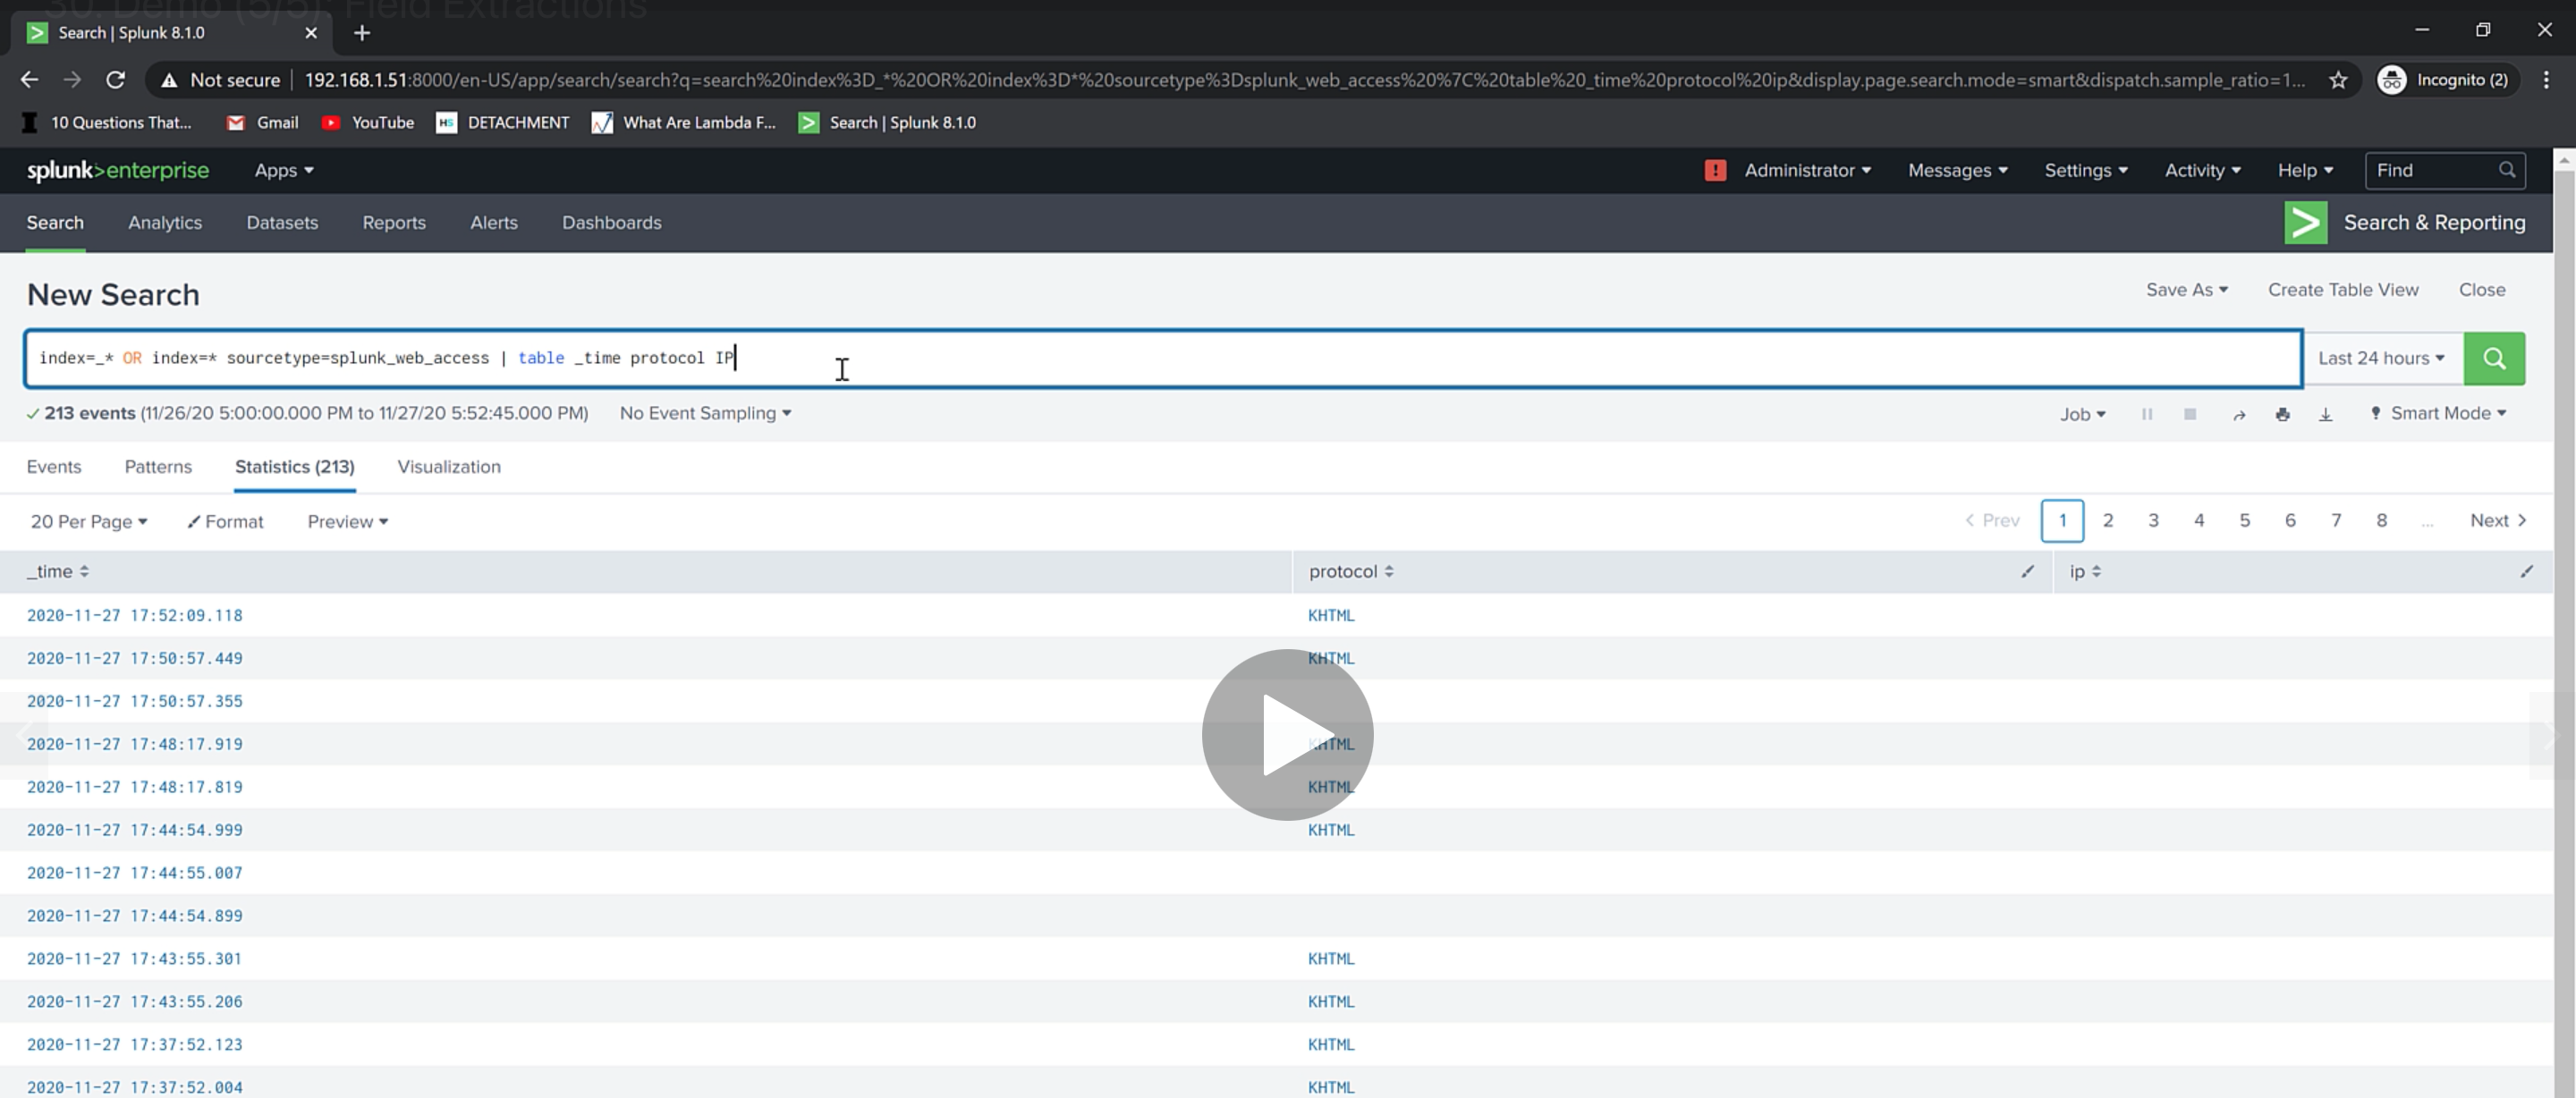 30. Demo (5/5): Field Extractions
Search | Splunk 8.1.0
Not secure | 192.168.1.51:8000/en-US/app/search/search?q=search%20index%3D_*%20OR%20index%3D*%20sourcetype%3Dsplunk_web_access%20%7C%20table%20_time%20protocol%20ip&display.page.search.mode=smart&dispatch.sample_ratio=1... Incognito (2)
10 Questions That... Gmail YouTube HS DETACHMENT What Are Lambda F... Search | Splunk 8.1.0
splunk>enterprise Apps ! Administrator Messages Settings Activity Help Find
Search Analytics Datasets Reports Alerts Dashboards Search & Reporting
New Search Save As Create Table View Close
index=_* OR index=* sourcetype=splunk_web_access | table _time protocol IP Last 24 hours
213 events (11/26/20 5:00:00.000 PM to 11/27/20 5:52:45.000 PM) No Event Sampling Job Smart Mode
Events Patterns Statistics (213) Visualization
20 Per Page Format Preview < Prev 1 2 3 4 5 6 7 8 ... Next >
_time protocol ip
2020-11-27 17:52:09.118 KHTML
2020-11-27 17:50:57.449 KHTML
2020-11-27 17:50:57.355
2020-11-27 17:48:17.919 KHTML
2020-11-27 17:48:17.819 KHTML
2020-11-27 17:44:54.999 KHTML
2020-11-27 17:44:55.007
2020-11-27 17:44:54.899
2020-11-27 17:43:55.301 KHTML
2020-11-27 17:43:55.206 KHTML
2020-11-27 17:37:52.123 KHTML
2020-11-27 17:37:52.004 KHTML